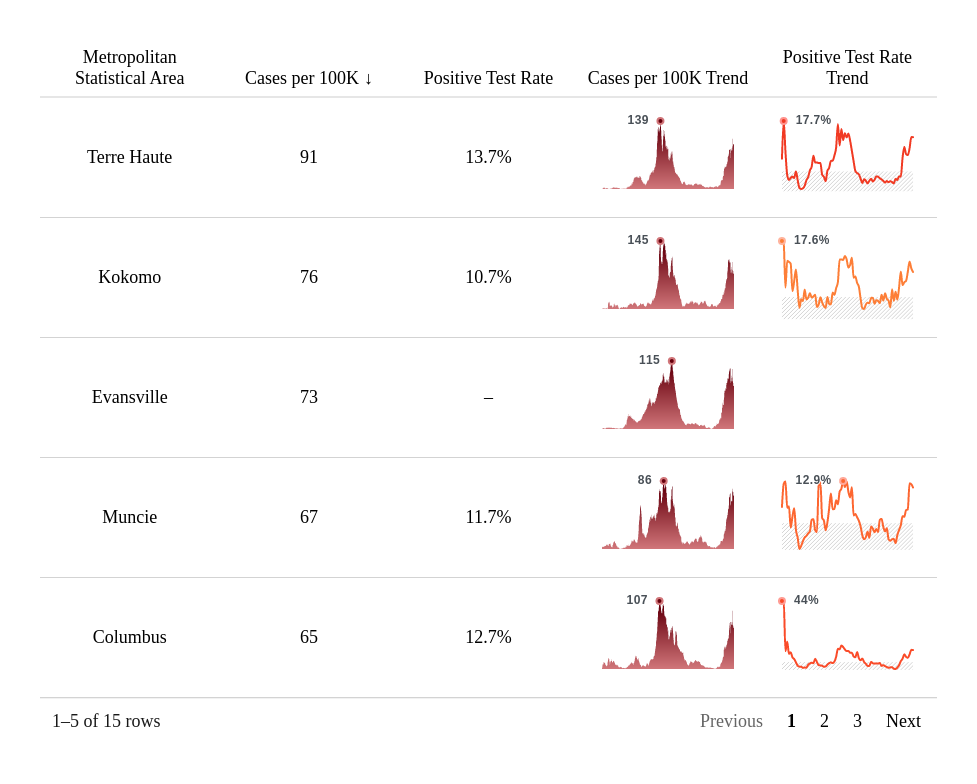 Metropolitan
Statistical Area
Cases per 100K ↓
Positive Test Rate
Cases per 100K Trend
Positive Test Rate
Trend
Terre Haute 91 13.7% 139 17.7%
Kokomo 76 10.7% 145 17.6%
Evansville 73 – 115
Muncie 67 11.7% 86 12.9%
Columbus 65 12.7% 107 44%
1–5 of 15 rows Previous 1 2 3 Next